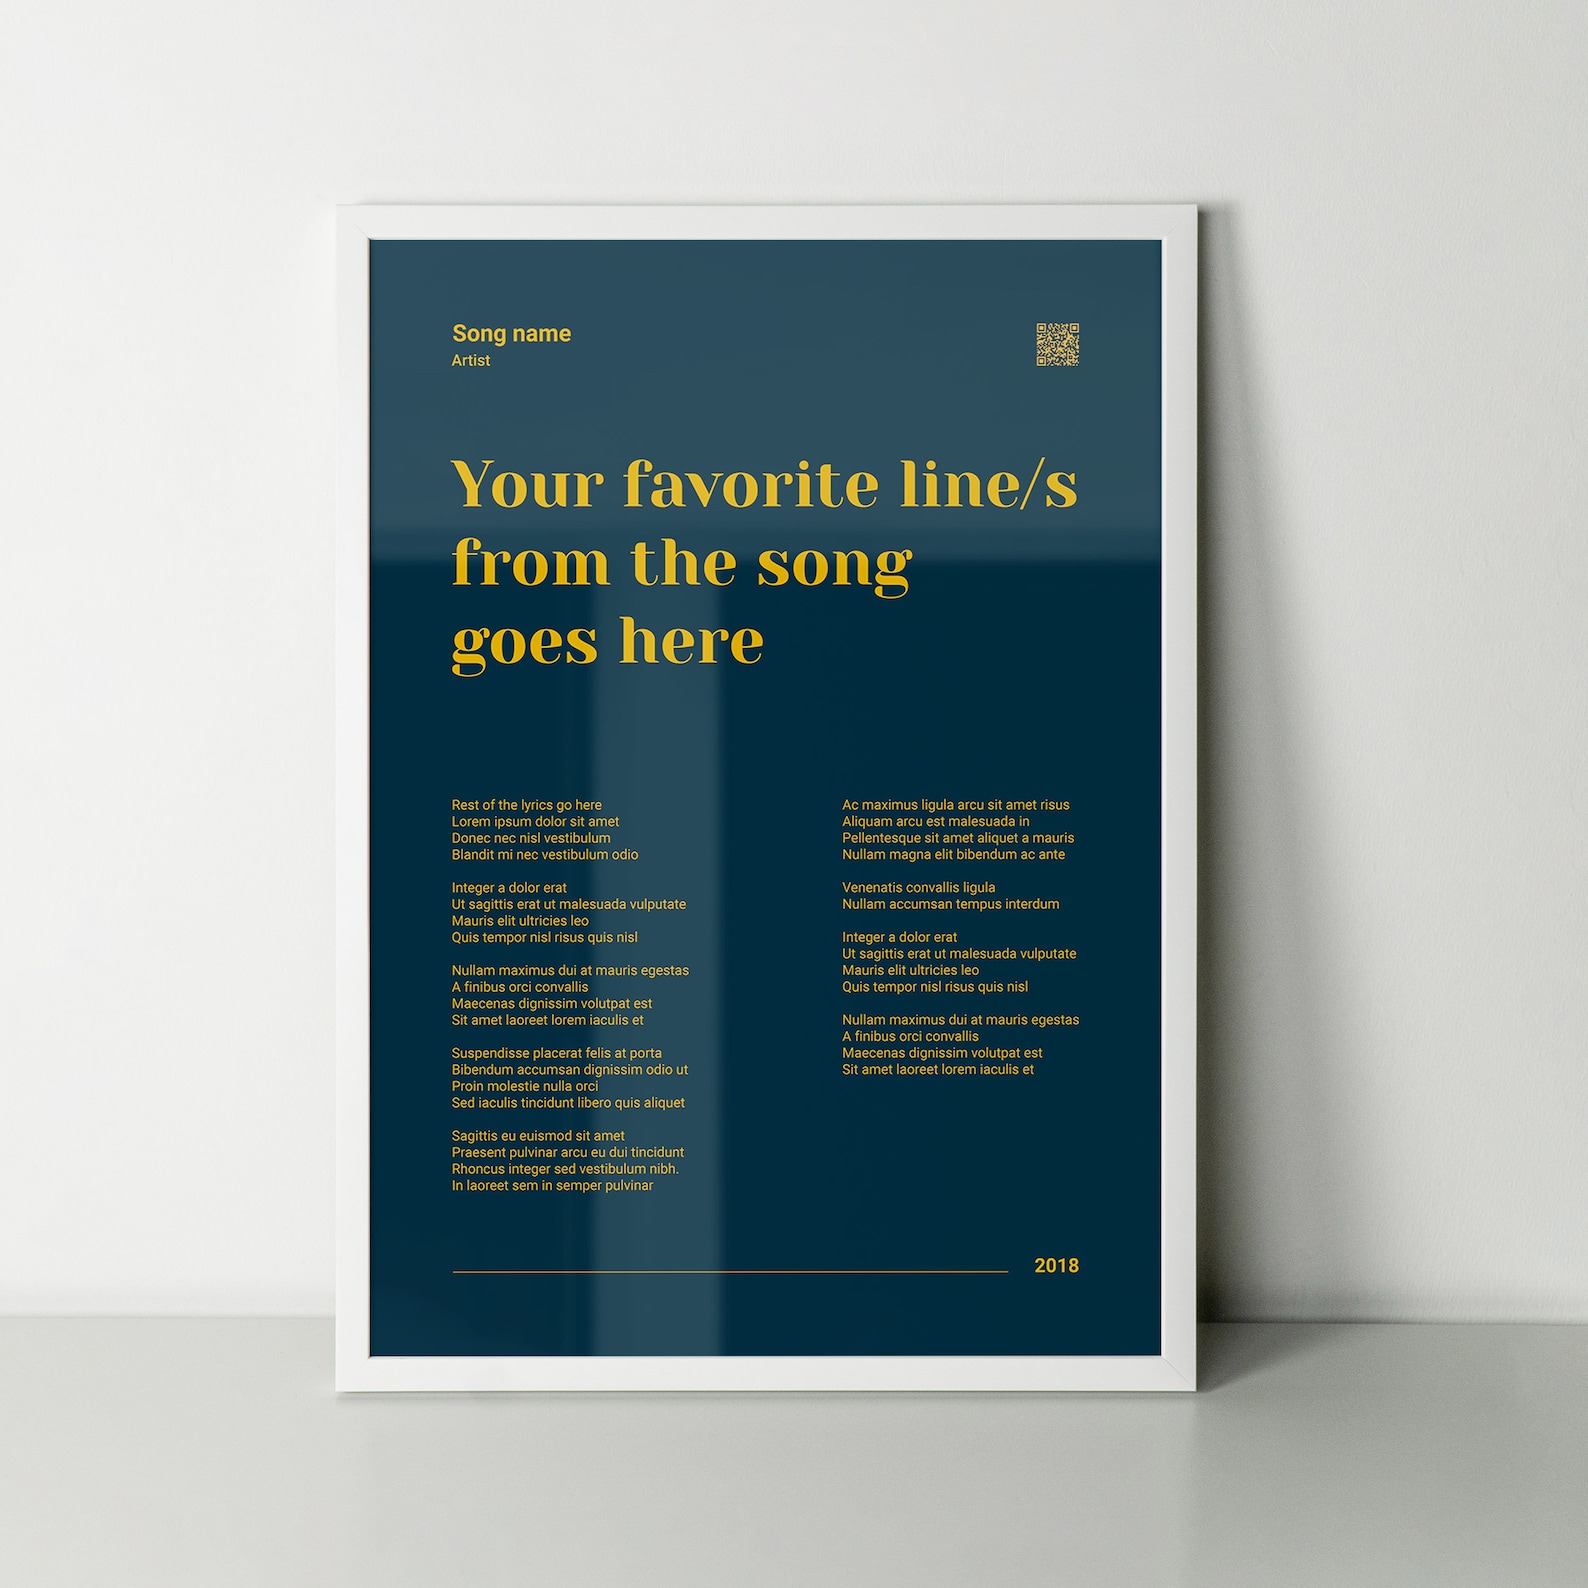 Song name
Artist
Your favorite line/s
from the song
goes here
Rest of the lyrics go here
Lorem ipsum dolor sit amet
Donec nec nisl vestibulum
Blandit mi nec vestibulum odio
Integer a dolor erat
Ut sagittis erat ut malesuada vulputate
Mauris elit ultricies leo
Quis tempor nisl risus quis nisl
Nullam maximus dui at mauris egestas
A finibus orci convallis
Maecenas dignissim volutpat est
Sit amet laoreet lorem iaculis et
Suspendisse placerat felis at porta
Bibendum accumsan dignissim odio ut
Proin molestie nulla orci
Sed iaculis tincidunt libero quis aliquet
Sagittis eu euismod sit amet
Praesent pulvinar arcu eu dui tincidunt
Rhoncus integer sed vestibulum nibh.
In laoreet sem in semper pulvinar
Ac maximus ligula arcu sit amet risus
Aliquam arcu est malesuada in
Pellentesque sit amet aliquet a mauris
Nullam magna elit bibendum ac ante
Venenatis convallis ligula
Nullam accumsan tempus interdum
Integer a dolor erat
Ut sagittis erat ut malesuada vulputate
Mauris elit ultricies leo
Quis tempor nisl risus quis nisl
Nullam maximus dui at mauris egestas
A finibus orci convallis
Maecenas dignissim volutpat est
Sit amet laoreet lorem iaculis et
2018